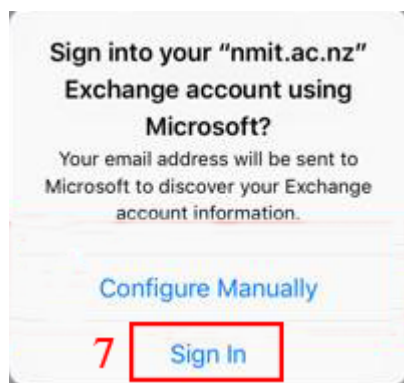 Sign into your “nmit.ac.nz”
Exchange account using
Microsoft?
Your email address will be sent to
Microsoft to discover your Exchange
account information.
Configure Manually
7 Sign In